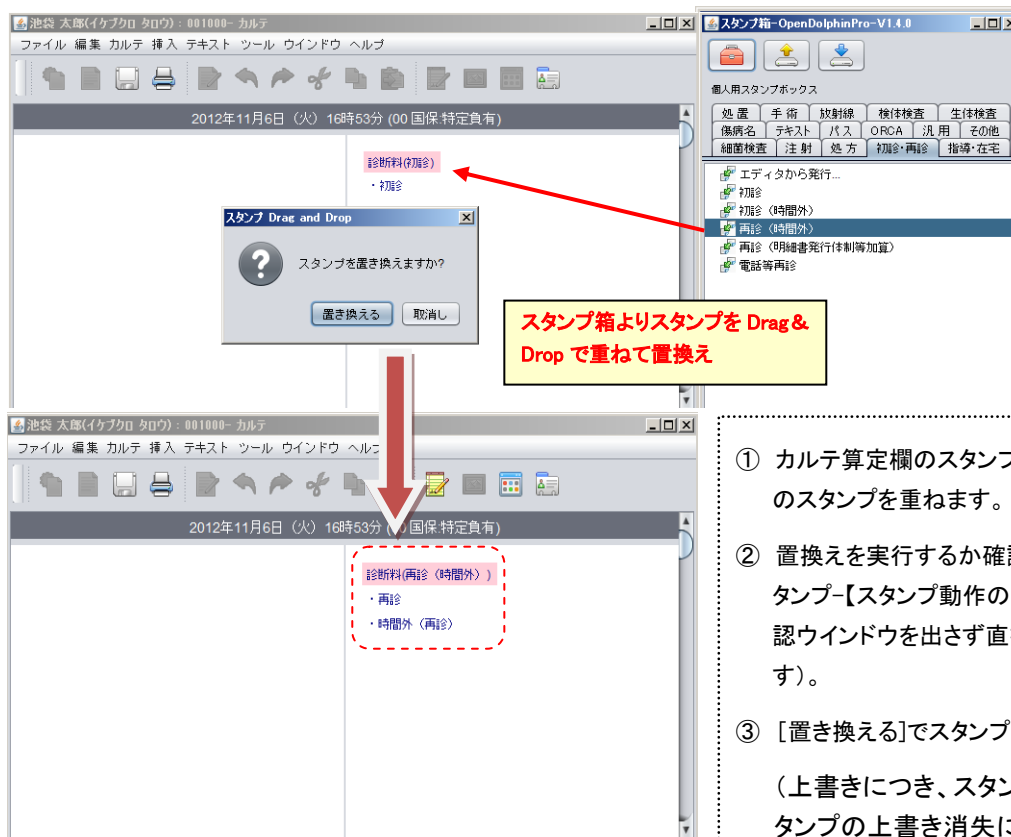 池袋 太郎(イケブクロ タロウ) : 001000- カルテ
ファイル 編集 カルテ 挿入 テキスト ツール ウインドウ ヘルプ
2012年11月6日（火）16時53分 (00 国保:特定負有)
診断料(初診)
・初診
スタンプ Drag and Drop
スタンプを置き換えますか?
置き換える 取消し
スタンプ箱-OpenDolphinPro-V1.4.0
個人用スタンプボックス
処 置 手 術 放射線 検体検査 生体検査
傷病名 テキスト パ ス ORCA 汎 用 その他
細菌検査 注 射 処 方 初診・再診 指導・在宅
エディタから発行...
初診
初診（時間外）
再診（時間外）
再診（明細書発行体制等加算）
電話等再診
スタンプ箱よりスタンプを Drag＆
Drop で重ねて置換え
池袋 太郎(イケブクロ タロウ) : 001000- カルテ
ファイル 編集 カルテ 挿入 テキスト ツール ウインドウ ヘル
2012年11月6日（火）16時53分 ( 0 国保:特定負有)
診断料(再診（時間外）)
・再診
・時間外（再診）
① カルテ算定欄のスタンプ
のスタンプを重ねます。
② 置換えを実行するか確
タンプ-【スタンプ動作の
認ウインドウを出さず直
す）。
③ ［置き換える］でスタンプ
（上書きにつき、スタン
タンプの上書き消失に